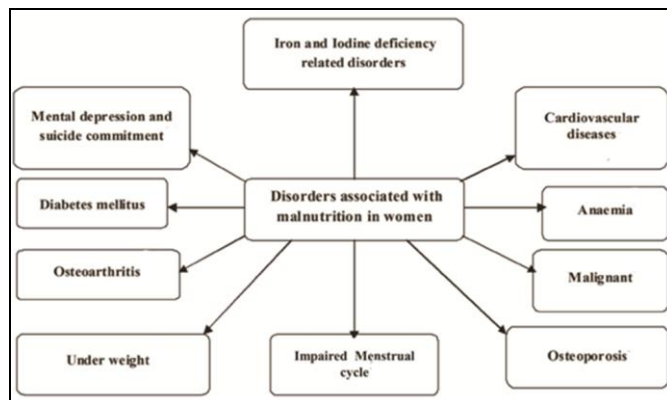 Iron and Iodine deficiency
related disorders
Mental depression and
suicide commitment
Cardiovascular
diseases
Disorders associated with
malnutrition in women
Diabetes mellitus
Anaemia
Osteoarthritis
Malignant
Under weight
Impaired Menstrual
cycle
Osteoporosis